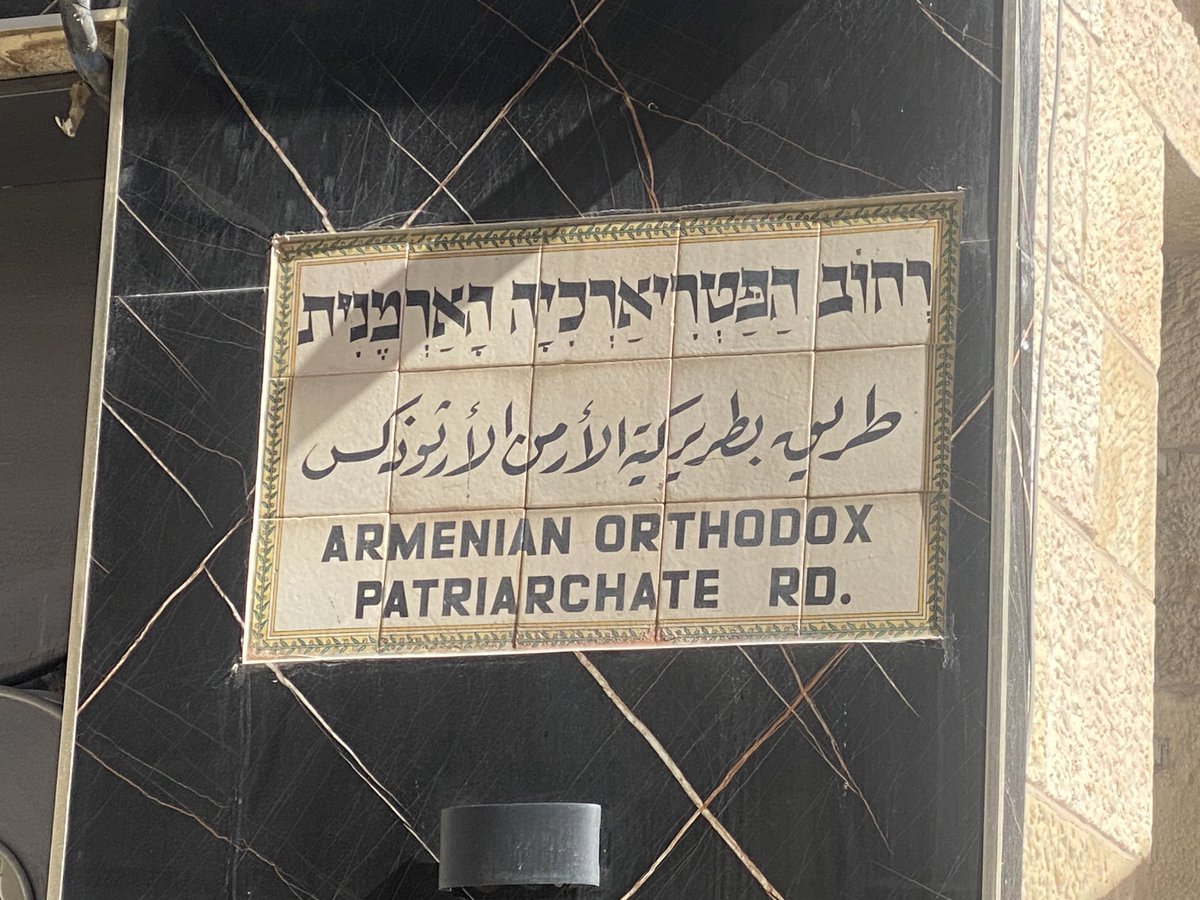 רְחוֹב הַפַּטְרִיאַרְכִיָּה הָאַרְמֶנִּית
طريق بطريركية الأرمن الأرثوذكس
ARMENIAN ORTHODOX
PATRIARCHATE RD.